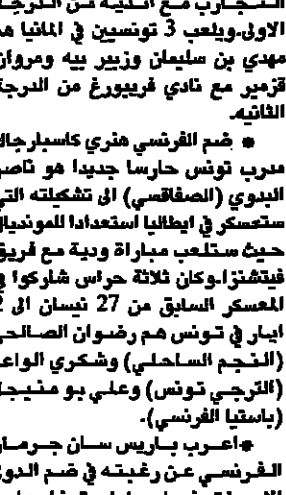 التجارب مع اندية من الدرجة
الاولى.ويلعب 3 تونسيين في المانيا هم
مهدي بن سليمان وزبير بيه ومروان
قزمير مع نادي فريبورغ من الدرجة
الثانيه.
● ضم الفرنسي هنري كاسبلرجاك
مدرب تونس حارسا جديدا هو ناصر
البدوي (الصفاقسي) الى تشكيلته التي
ستعسكر في ايطاليا استعدادا للمونديال
حيث ستلعب مباراة ودية مع فريق
فيتشنزا.وكان ثلاثة حراس شاركوا في
المعسكر السابق من 27 نيسان الى 2
ايار في تونس هم رضوان الصالحي
(النجم الساحلي) وشكري الواعر
(الترجي تونس) وعلي بو منيجل
(باستيا الفرنسي).
●اعرب باريس سان جرمان
الفرنسي عن رغبته في ضم الدولي